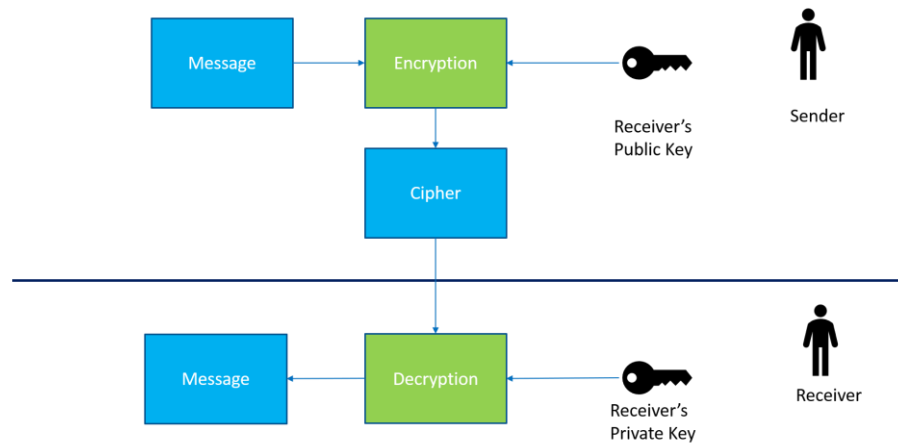 Message
Encryption
Receiver's
Public Key
Sender
Cipher
Message
Decryption
Receiver's
Private Key
Receiver